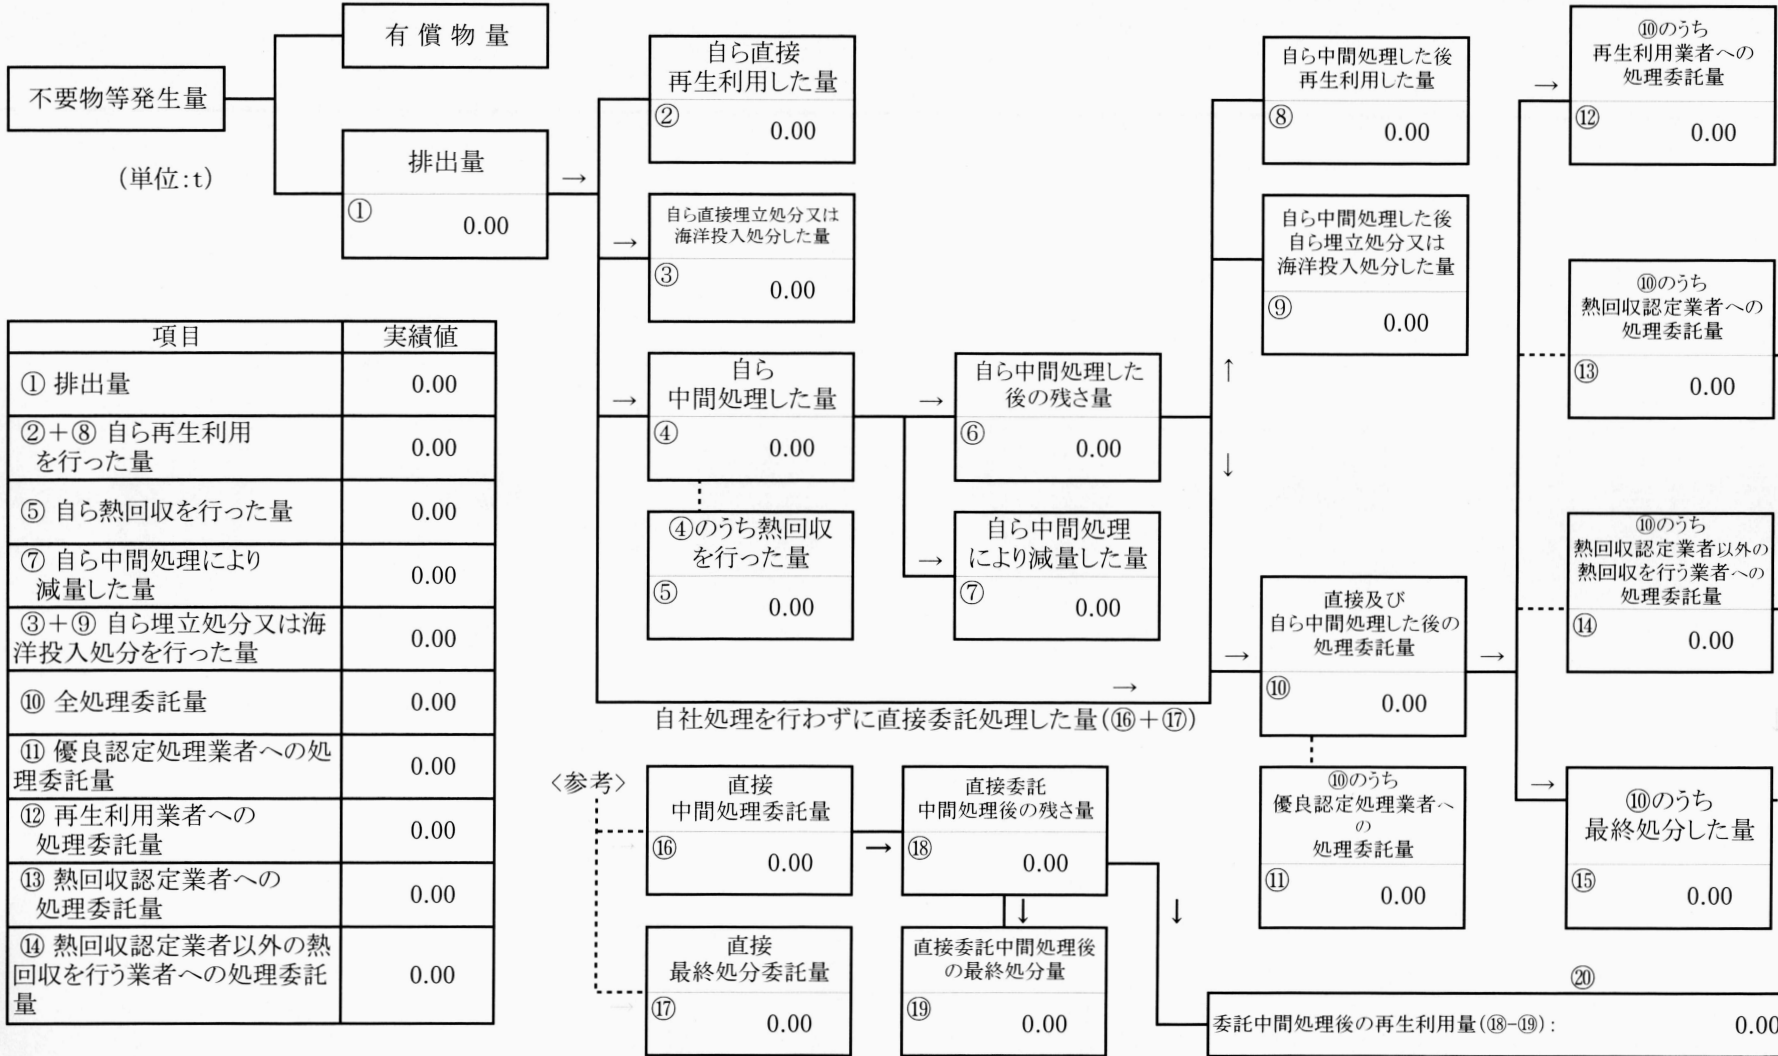 不要物等発生量
有償物量
(単位:t)
排出量
①
0.00
→
自ら直接
再生利用した量
②
0.00
→
自ら直接埋立処分又は
海洋投入処分した量
③
0.00
→
自ら
中間処理した量
④
0.00
④のうち熱回収
を行った量
⑤
0.00
→
自ら中間処理した
後の残さ量
⑥
0.00
→
自ら中間処理
により減量した量
⑦
0.00
→
自社処理を行わずに直接委託処理した量(⑯+⑰)
↑
↓
自ら中間処理した後
再生利用した量
⑧
0.00
自ら中間処理した後
自ら埋立処分又は
海洋投入処分した量
⑨
0.00
→
直接及び
自ら中間処理した後の
処理委託量
⑩
0.00
⑩のうち
優良認定処理業者へ
の
処理委託量
⑪
0.00
→
→
⑩のうち
再生利用業者への
処理委託量
⑫
0.00
⑩のうち
熱回収認定業者への
処理委託量
⑬
0.00
⑩のうち
熱回収認定業者以外の
熱回収を行う業者への
処理委託量
⑭
0.00
→
⑩のうち
最終処分した量
⑮
0.00
項目 実績値
① 排出量 0.00
②+⑧ 自ら再生利用
を行った量 0.00
⑤ 自ら熱回収を行った量 0.00
⑦ 自ら中間処理により
減量した量 0.00
③+⑨ 自ら埋立処分又は海
洋投入処分を行った量 0.00
⑩ 全処理委託量 0.00
⑪ 優良認定処理業者への処
理委託量 0.00
⑫ 再生利用業者への
処理委託量 0.00
⑬ 熱回収認定業者への
処理委託量 0.00
⑭ 熱回収認定業者以外の熱
回収を行う業者への処理委託
量 0.00
〈参考〉
→
直接
中間処理委託量
⑯
0.00
→
直接委託
中間処理後の残さ量
⑱
0.00
↓
↓
→
直接
最終処分委託量
⑰
0.00
直接委託中間処理後
の最終処分量
⑲
0.00
⑳
委託中間処理後の再生利用量(⑱-⑲): 0.00